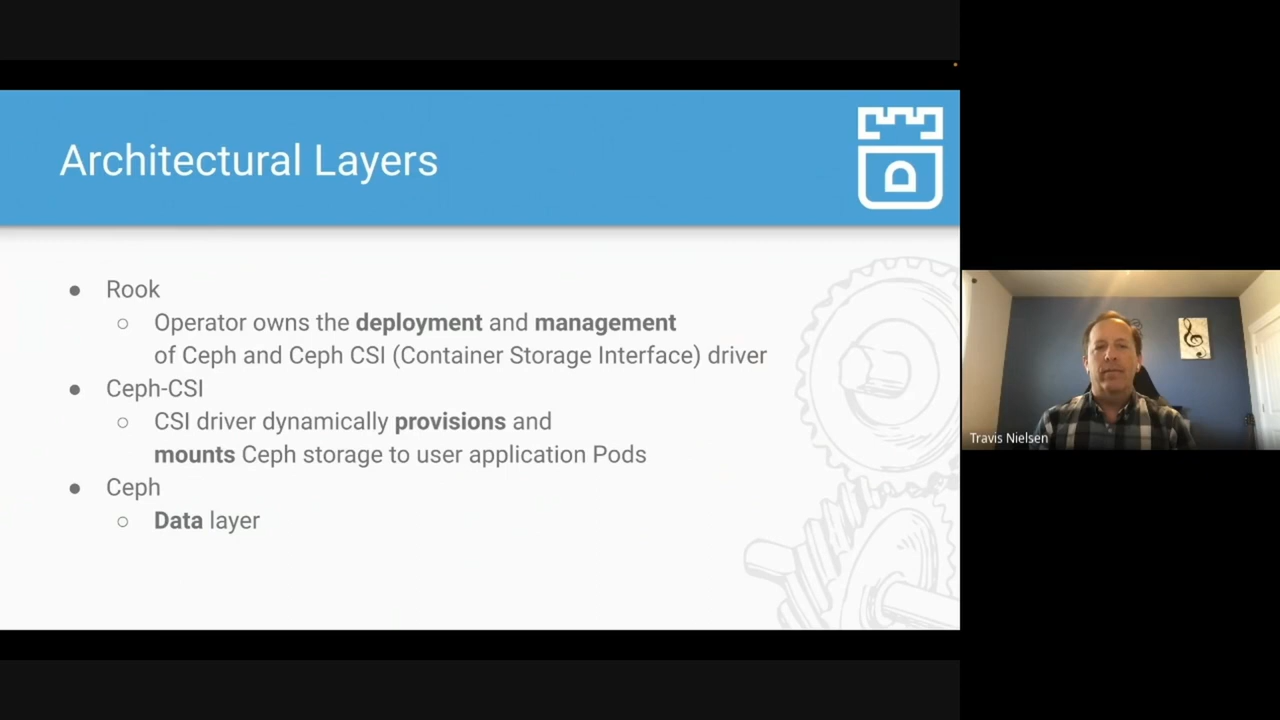 Architectural Layers
● Rook
○ Operator owns the deployment and management
of Ceph and Ceph CSI (Container Storage Interface) driver
● Ceph-CSI
○ CSI driver dynamically provisions and
mounts Ceph storage to user application Pods
● Ceph
○ Data layer
Travis Nielsen